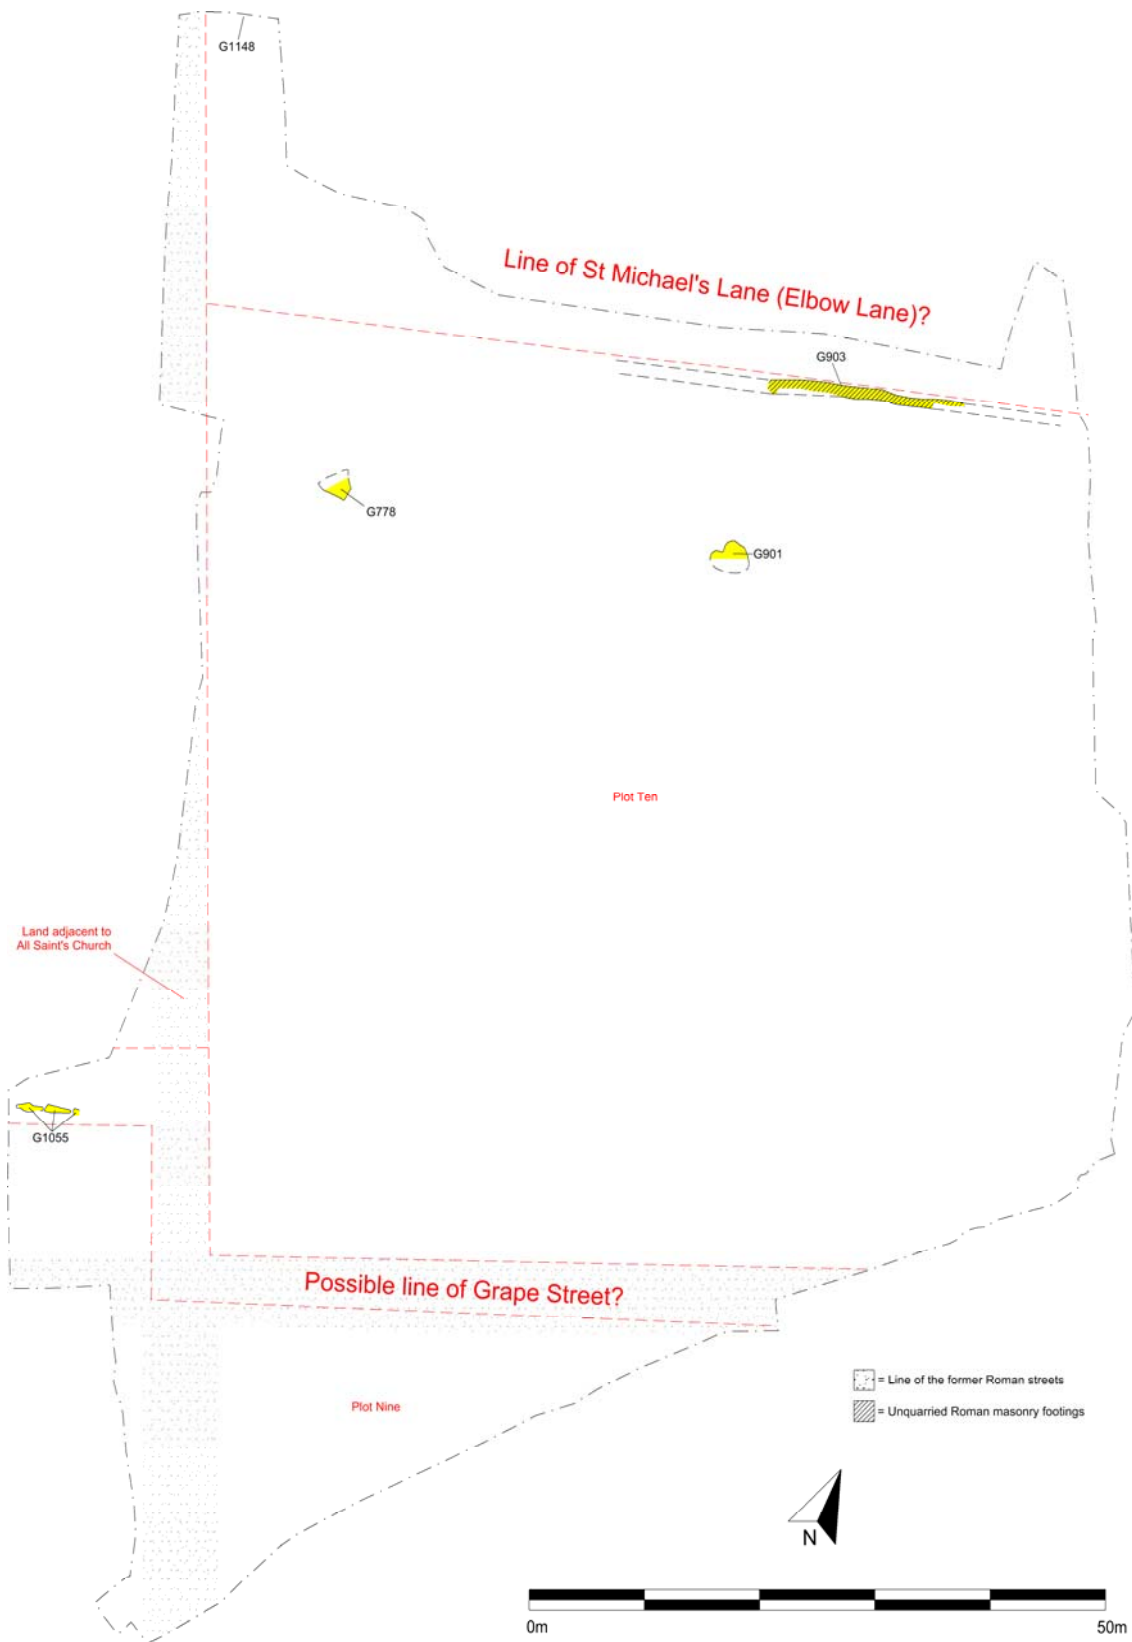 G1148
Line of St Michael's Lane (Elbow Lane)?
G903
G778
G901
Plot Ten
Land adjacent to
All Saint's Church
G1055
Possible line of Grape Street?
= Line of the former Roman streets
Plot Nine
= Unquarried Roman masonry footings
N
0m
50m